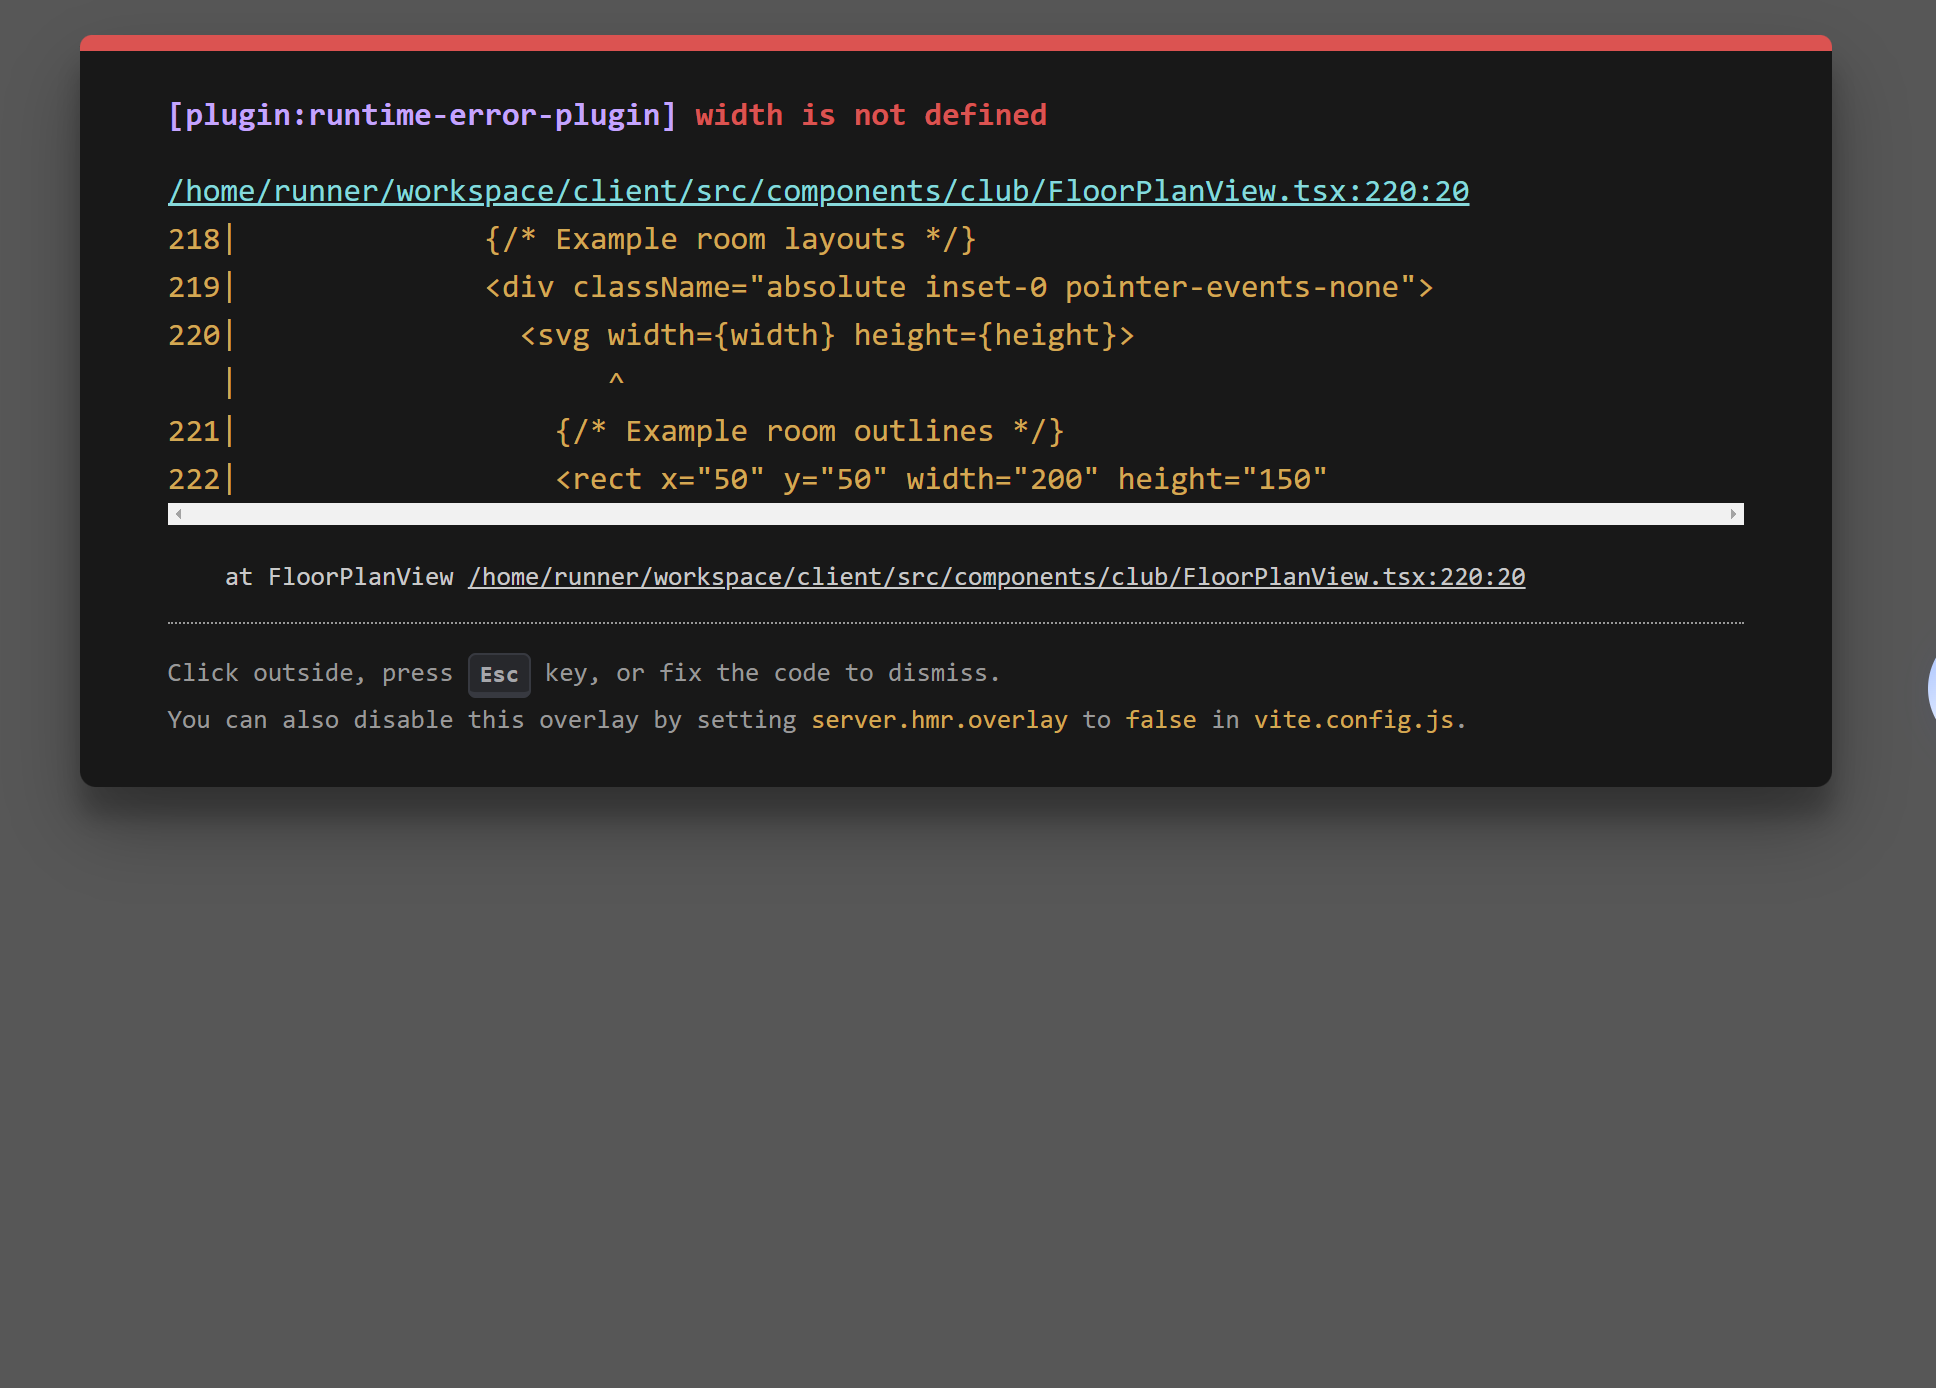 [plugin:runtime-error-plugin] width is not defined
/home/runner/workspace/client/src/components/club/FloorPlanView.tsx:220:20
218|              {/* Example room layouts */}
219|              <div className="absolute inset-0 pointer-events-none">
220|                <svg width={width} height={height}>
   |                     ^
221|                  {/* Example room outlines */}
222|                  <rect x="50" y="50" width="200" height="150"
at FloorPlanView /home/runner/workspace/client/src/components/club/FloorPlanView.tsx:220:20
Click outside, press Esc key, or fix the code to dismiss.
You can also disable this overlay by setting server.hmr.overlay to false in vite.config.js.